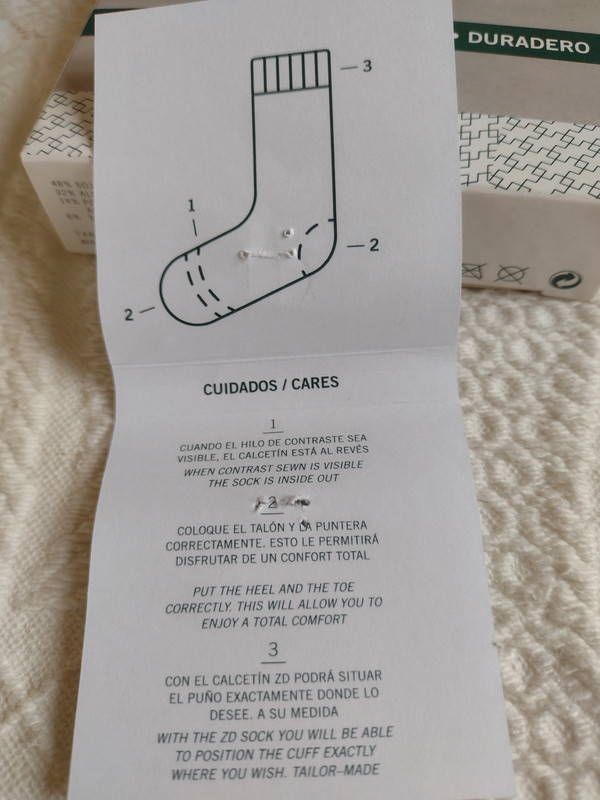 DURADERO
3
1
2
2
48%
32%
14%
6%
CUIDADOS / CARES
1
CUANDO EL HILO DE CONTRASTE SEA
VISIBLE, EL CALCETÍN ESTÁ AL REVÉS
WHEN CONTRAST SEWN IS VISIBLE
THE SOCK IS INSIDE OUT
2
COLOQUE EL TALÓN Y LA PUNTERA
CORRECTAMENTE. ESTO LE PERMITIRÁ
DISFRUTAR DE UN CONFORT TOTAL
PUT THE HEEL AND THE TOE
CORRECTLY. THIS WILL ALLOW YOU TO
ENJOY A TOTAL COMFORT
3
CON EL CALCETÍN ZD PODRÁ SITUAR
EL PUÑO EXACTAMENTE DONDE LO
DESEE. A SU MEDIDA
WITH THE ZD SOCK YOU WILL BE ABLE
TO POSITION THE CUFF EXACTLY
WHERE YOU WISH. TAILOR–MADE